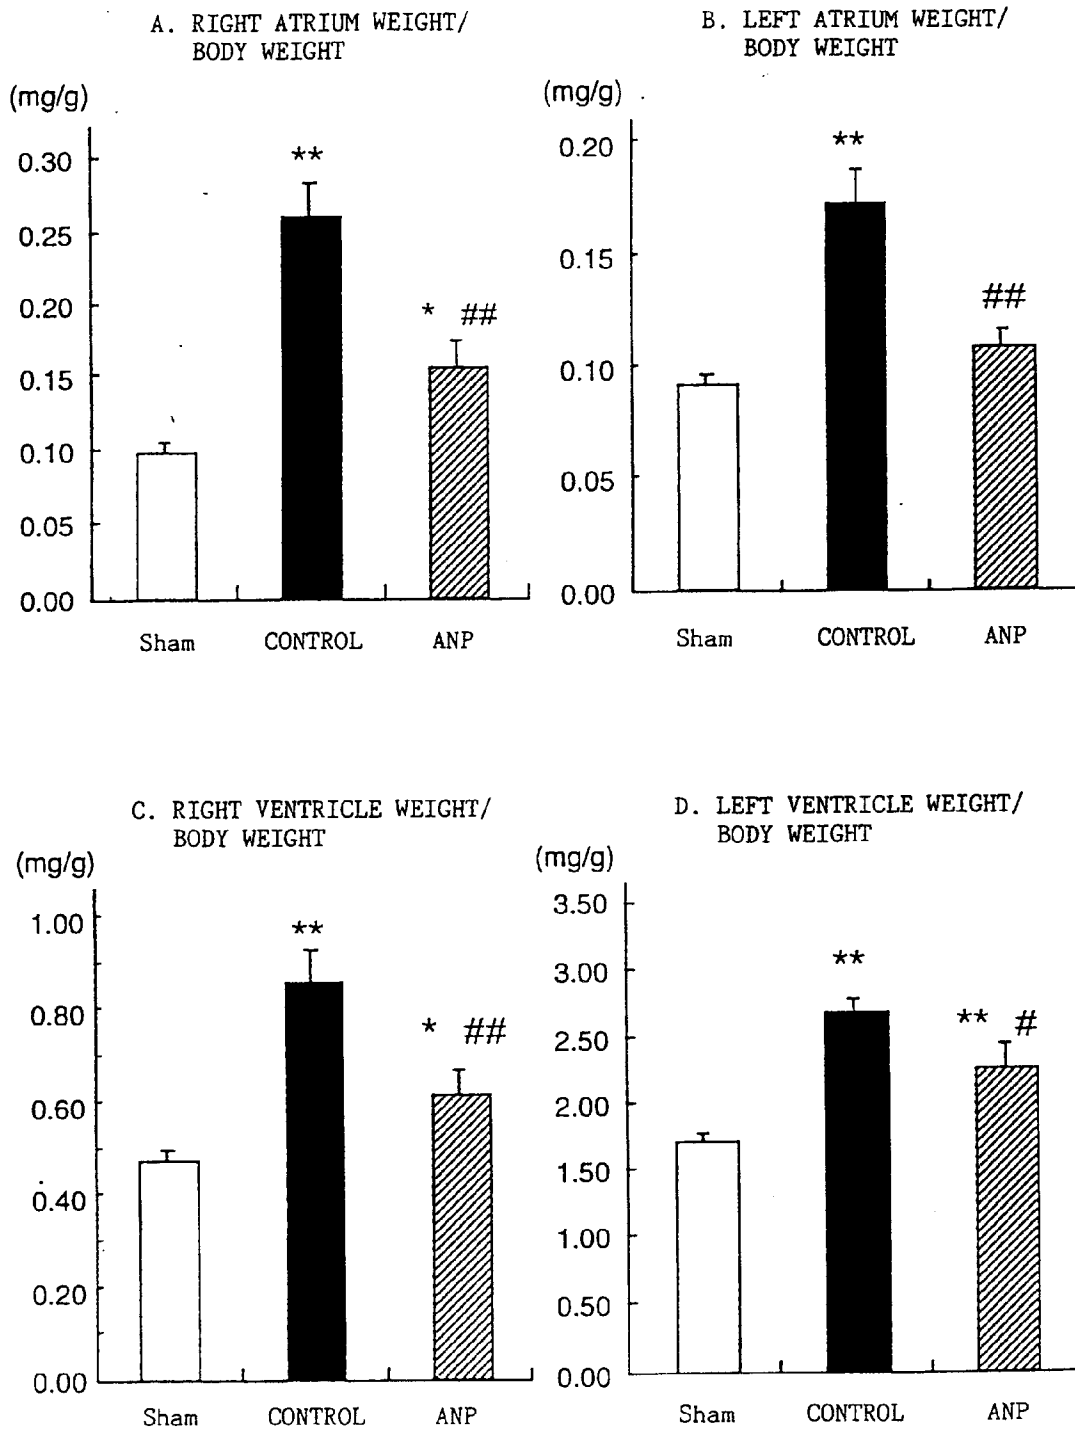 A. RIGHT ATRIUM WEIGHT/
BODY WEIGHT
(mg/g)
0.30
0.25
0.20
0.15
0.10
0.05
0.00
**
* ##
Sham CONTROL ANP
B. LEFT ATRIUM WEIGHT/
BODY WEIGHT
(mg/g)
0.20
0.15
0.10
0.05
0.00
**
##
Sham CONTROL ANP
C. RIGHT VENTRICLE WEIGHT/
BODY WEIGHT
(mg/g)
1.00
0.80
0.60
0.40
0.20
0.00
**
* ##
Sham CONTROL ANP
D. LEFT VENTRICLE WEIGHT/
BODY WEIGHT
(mg/g)
3.50
3.00
2.50
2.00
1.50
1.00
0.50
0.00
**
** #
Sham CONTROL ANP